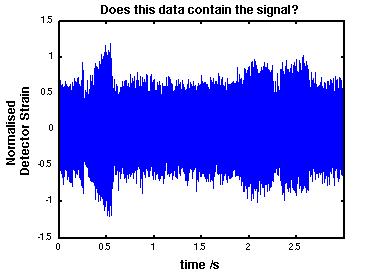 Does this data contain the signal?
1.5
1
0.5
0
-0.5
-1
-1.5
Normalised
Detector Strain
0 0.5 1 1.5 2 2.5
time /s